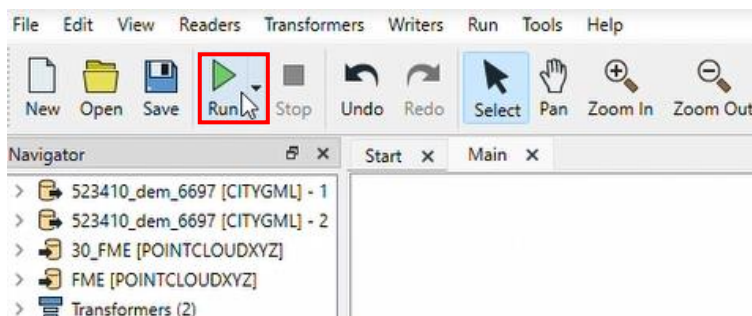 File Edit View Readers Transformers Writers Run Tools Help
New Open Save Run Stop Undo Redo Select Pan Zoom In Zoom Out
Navigator Start Main
523410_dem_6697 [CITYGML] - 1
523410_dem_6697 [CITYGML] - 2
30_FME [POINTCLOUDXYZ]
FME [POINTCLOUDXYZ]
Transformers (2)